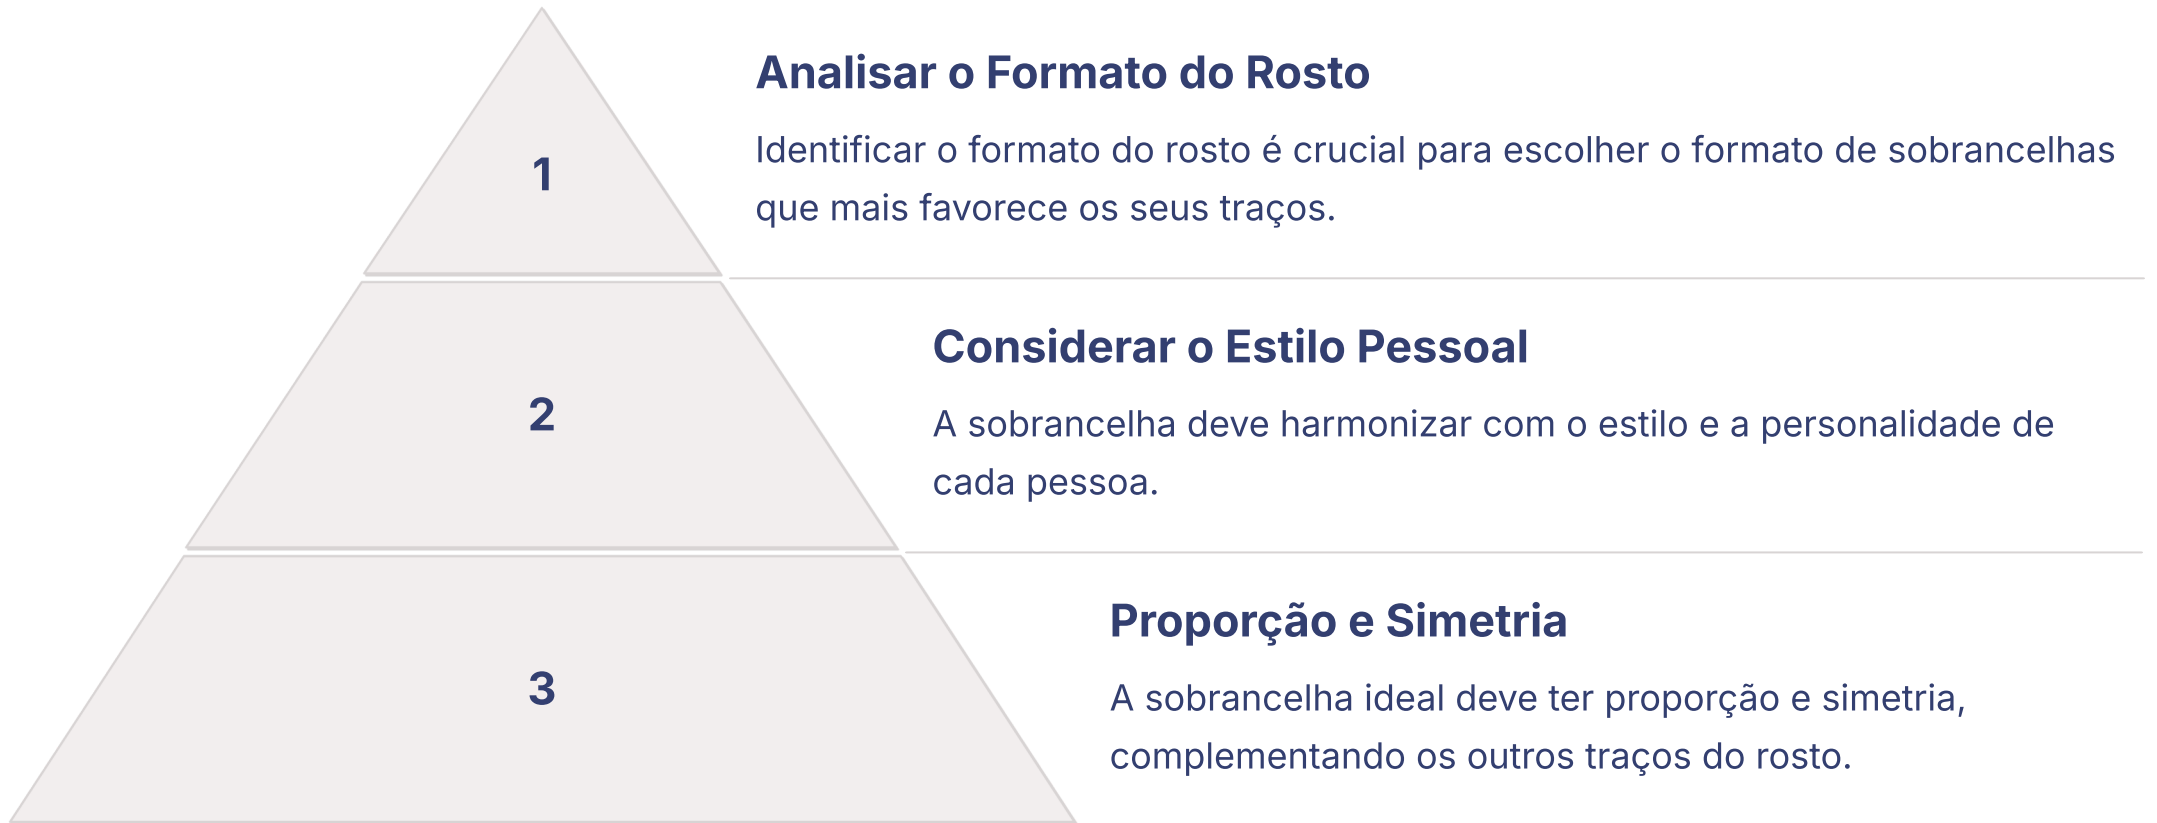 1
Analisar o Formato do Rosto
Identificar o formato do rosto é crucial para escolher o formato de sobrancelhas
que mais favorece os seus traços.
2
Considerar o Estilo Pessoal
A sobrancelha deve harmonizar com o estilo e a personalidade de
cada pessoa.
3
Proporção e Simetria
A sobrancelha ideal deve ter proporção e simetria,
complementando os outros traços do rosto.